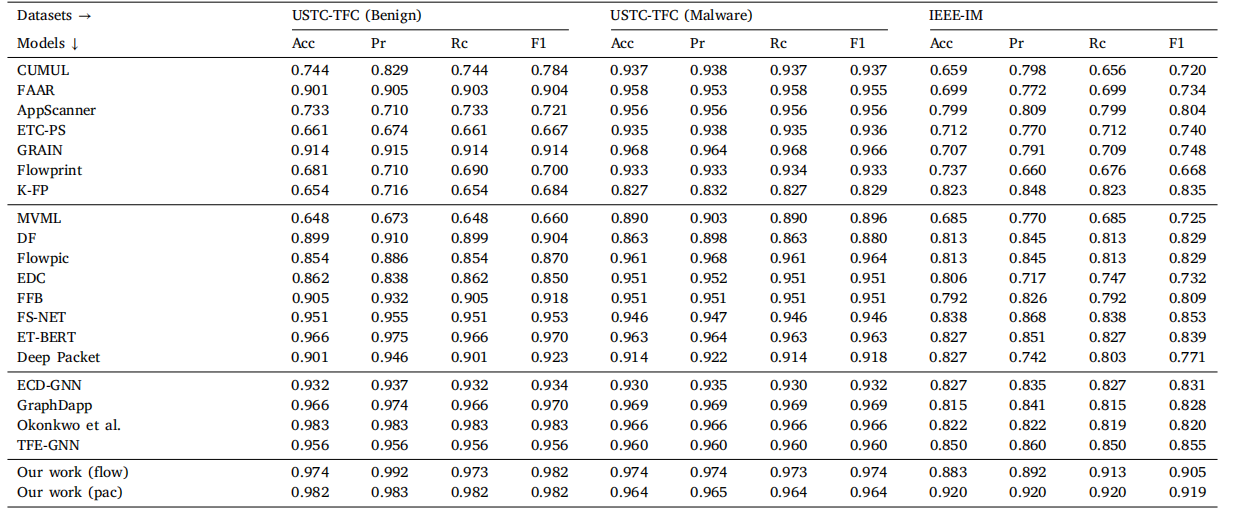 Datasets → USTC-TFC (Benign) USTC-TFC (Malware) IEEE-IM
Models ↓ Acc Pr Rc F1 Acc Pr Rc F1 Acc Pr Rc F1
CUMUL 0.744 0.829 0.744 0.784 0.937 0.938 0.937 0.937 0.659 0.798 0.656 0.720
FAAR 0.901 0.905 0.903 0.904 0.958 0.953 0.958 0.955 0.699 0.772 0.699 0.734
AppScanner 0.733 0.710 0.733 0.721 0.956 0.956 0.956 0.956 0.799 0.809 0.799 0.804
ETC-PS 0.661 0.674 0.661 0.667 0.935 0.938 0.935 0.936 0.712 0.770 0.712 0.740
GRAIN 0.914 0.915 0.914 0.914 0.968 0.964 0.968 0.966 0.707 0.791 0.709 0.748
Flowprint 0.681 0.710 0.690 0.700 0.933 0.933 0.934 0.933 0.737 0.660 0.676 0.668
K-FP 0.654 0.716 0.654 0.684 0.827 0.832 0.827 0.829 0.823 0.848 0.823 0.835
MVML 0.648 0.673 0.648 0.660 0.890 0.903 0.890 0.896 0.685 0.770 0.685 0.725
DF 0.899 0.910 0.899 0.904 0.863 0.898 0.863 0.880 0.813 0.845 0.813 0.829
Flowpic 0.854 0.886 0.854 0.870 0.961 0.968 0.961 0.964 0.813 0.845 0.813 0.829
EDC 0.862 0.838 0.862 0.850 0.951 0.952 0.951 0.951 0.806 0.717 0.747 0.732
FFB 0.905 0.932 0.905 0.918 0.951 0.951 0.951 0.951 0.792 0.826 0.792 0.809
FS-NET 0.951 0.955 0.951 0.953 0.946 0.947 0.946 0.946 0.838 0.868 0.838 0.853
ET-BERT 0.966 0.975 0.966 0.970 0.963 0.964 0.963 0.963 0.827 0.851 0.827 0.839
Deep Packet 0.901 0.946 0.901 0.923 0.914 0.922 0.914 0.918 0.827 0.742 0.803 0.771
ECD-GNN 0.932 0.937 0.932 0.934 0.930 0.935 0.930 0.932 0.827 0.835 0.827 0.831
GraphDapp 0.966 0.974 0.966 0.970 0.969 0.969 0.969 0.969 0.815 0.841 0.815 0.828
Okonkwo et al. 0.983 0.983 0.983 0.983 0.966 0.966 0.966 0.966 0.822 0.822 0.819 0.820
TFE-GNN 0.956 0.956 0.956 0.956 0.960 0.960 0.960 0.960 0.850 0.860 0.850 0.855
Our work (flow) 0.974 0.992 0.973 0.982 0.974 0.974 0.973 0.974 0.883 0.892 0.913 0.905
Our work (pac) 0.982 0.983 0.982 0.982 0.964 0.965 0.964 0.964 0.920 0.920 0.920 0.919